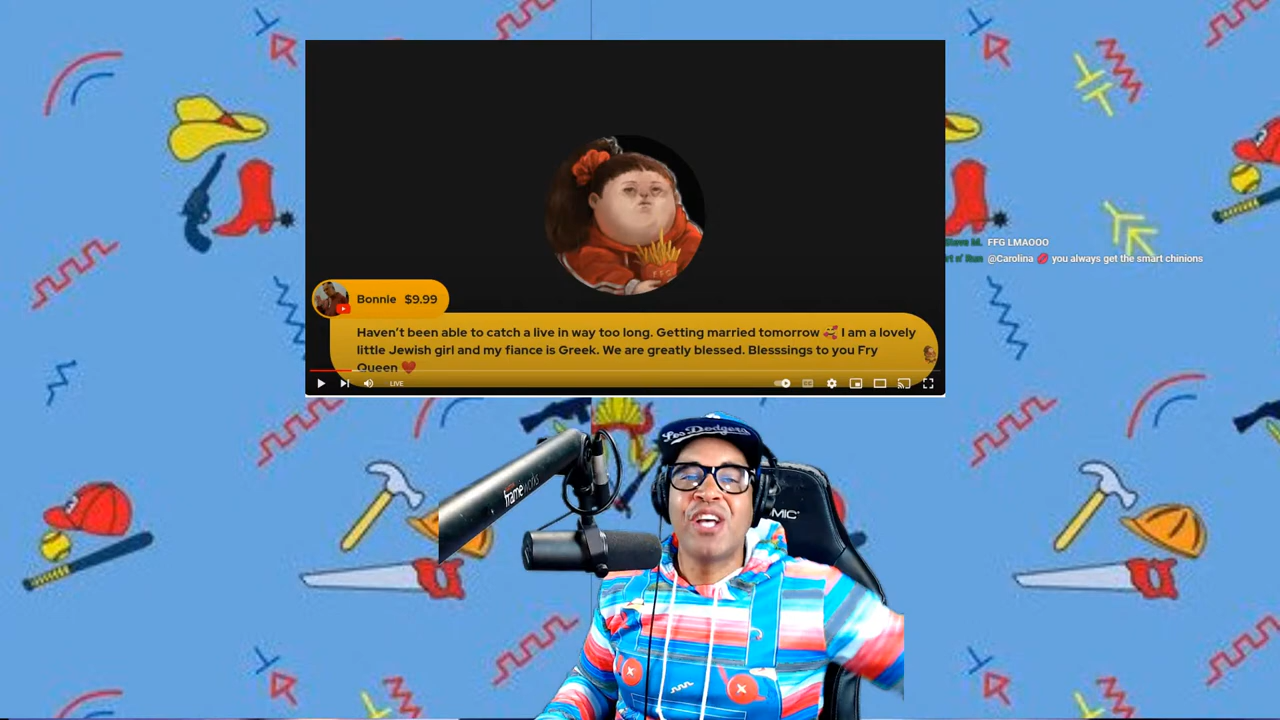 FFG LMAOOO
@Carolina 💋 you always get the smart chinions
FFG
Bonnie $9.99
Haven't been able to catch a live in way too long. Getting married tomorrow 🥰 I am a lovely
little Jewish girl and my fiance is Greek. We are greatly blessed. Blesssings to you Fry
Queen ❤️
LIVE
Los Dodgers
frameworks